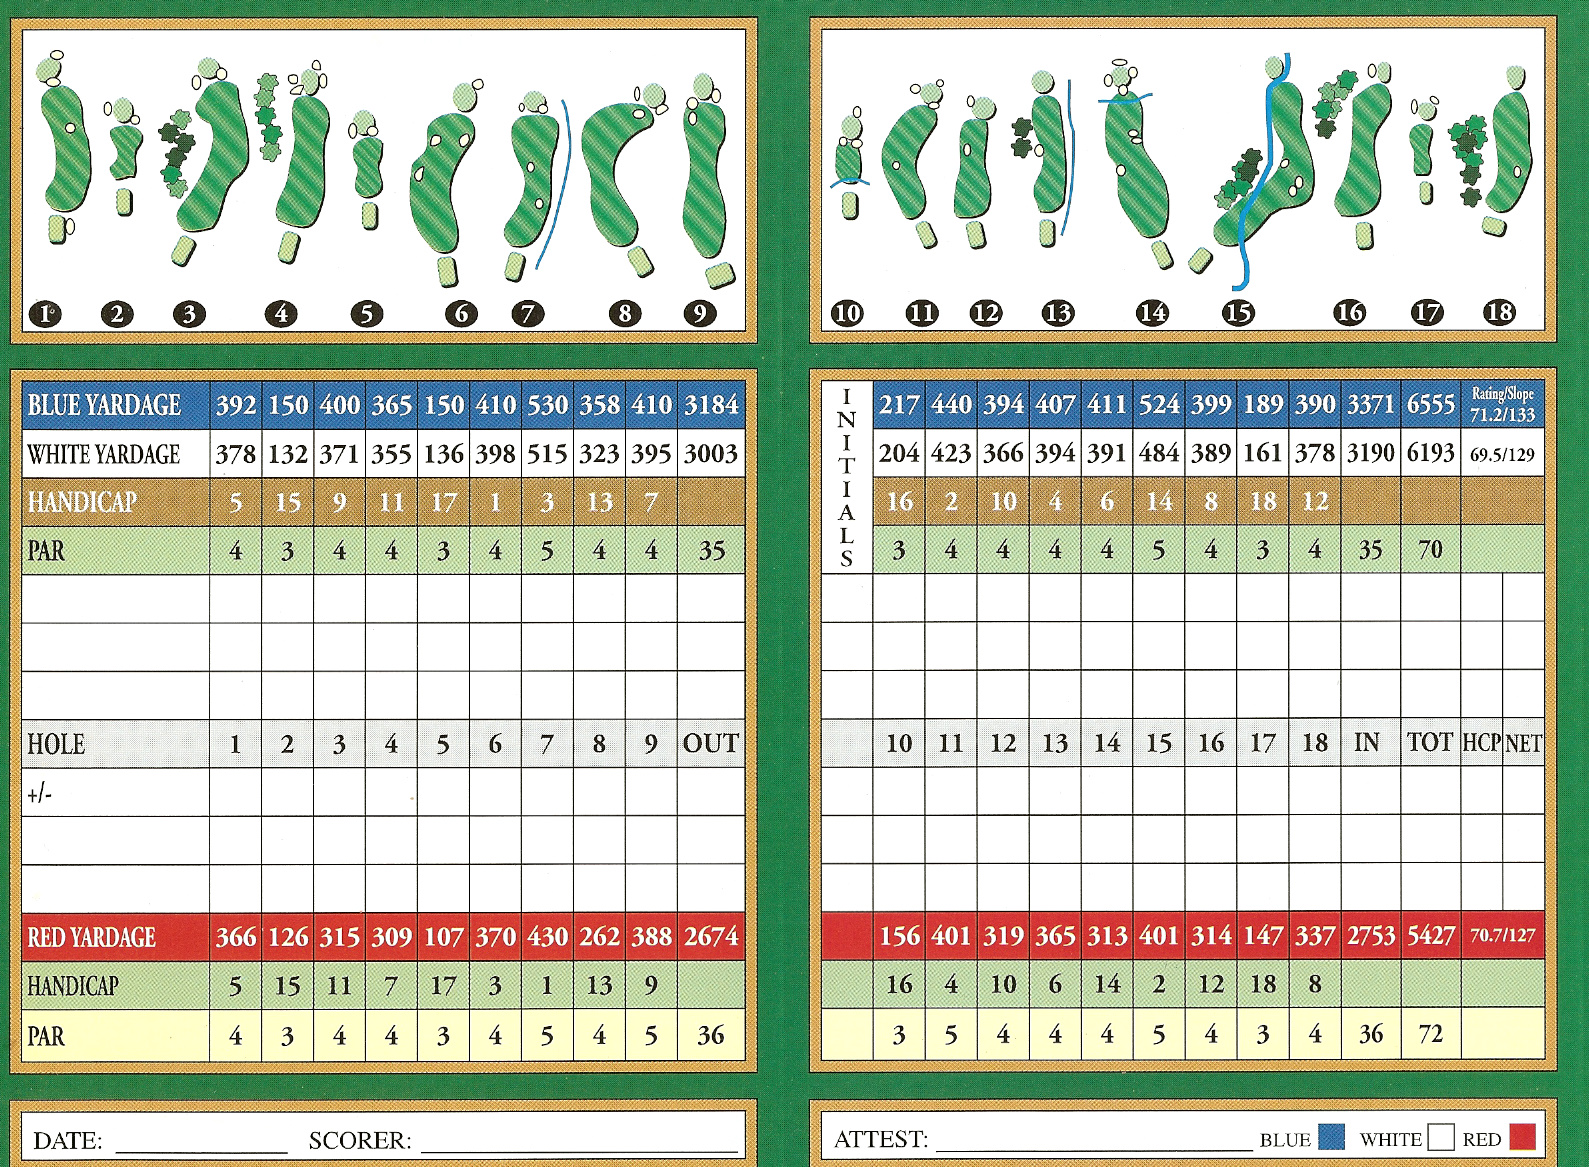 1 2 3 4 5 6 7 8 9
10 11 12 13 14 15 16 17 18
BLUE YARDAGE 392 150 400 365 150 410 530 358 410 3184
WHITE YARDAGE 378 132 371 355 136 398 515 323 395 3003
HANDICAP 5 15 9 11 17 1 3 13 7
PAR 4 3 4 4 3 4 5 4 4 35
HOLE 1 2 3 4 5 6 7 8 9 OUT
+/-
RED YARDAGE 366 126 315 309 107 370 430 262 388 2674
HANDICAP 5 15 11 7 17 3 1 13 9
PAR 4 3 4 4 3 4 5 4 5 36
INITIALS
217 440 394 407 411 524 399 189 390 3371 6555 Rating/Slope
71.2/133
204 423 366 394 391 484 389 161 378 3190 6193 69.5/129
16 2 10 4 6 14 8 18 12
3 4 4 4 4 5 4 3 4 35 70
10 11 12 13 14 15 16 17 18 IN TOT HCP NET
156 401 319 365 313 401 314 147 337 2753 5427 70.7/127
16 4 10 6 14 2 12 18 8
3 5 4 4 4 5 4 3 4 36 72
DATE: SCORER:
ATTEST: BLUE WHITE RED